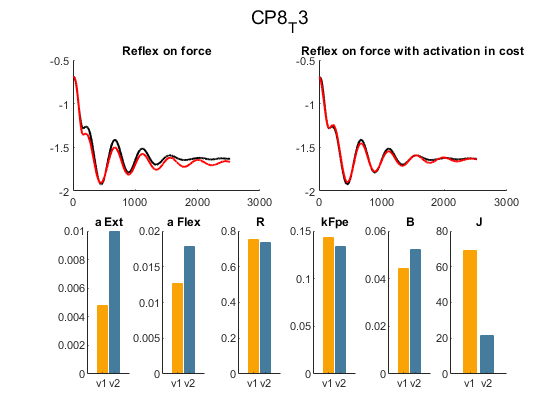 CP8_T3
Reflex on force
Reflex on force with activation in cost
-0.5
-1
-1.5
-2
0 1000 2000 3000
-0.5
-1
-1.5
-2
0 1000 2000 3000
a Ext
0.01
0.008
0.006
0.004
0.002
0
v1 v2
a Flex
0.02
0.015
0.01
0.005
0
v1 v2
R
0.8
0.6
0.4
0.2
0
v1 v2
kFpe
0.15
0.1
0.05
0
v1 v2
B
0.06
0.04
0.02
0
v1 v2
J
80
60
40
20
0
v1 v2